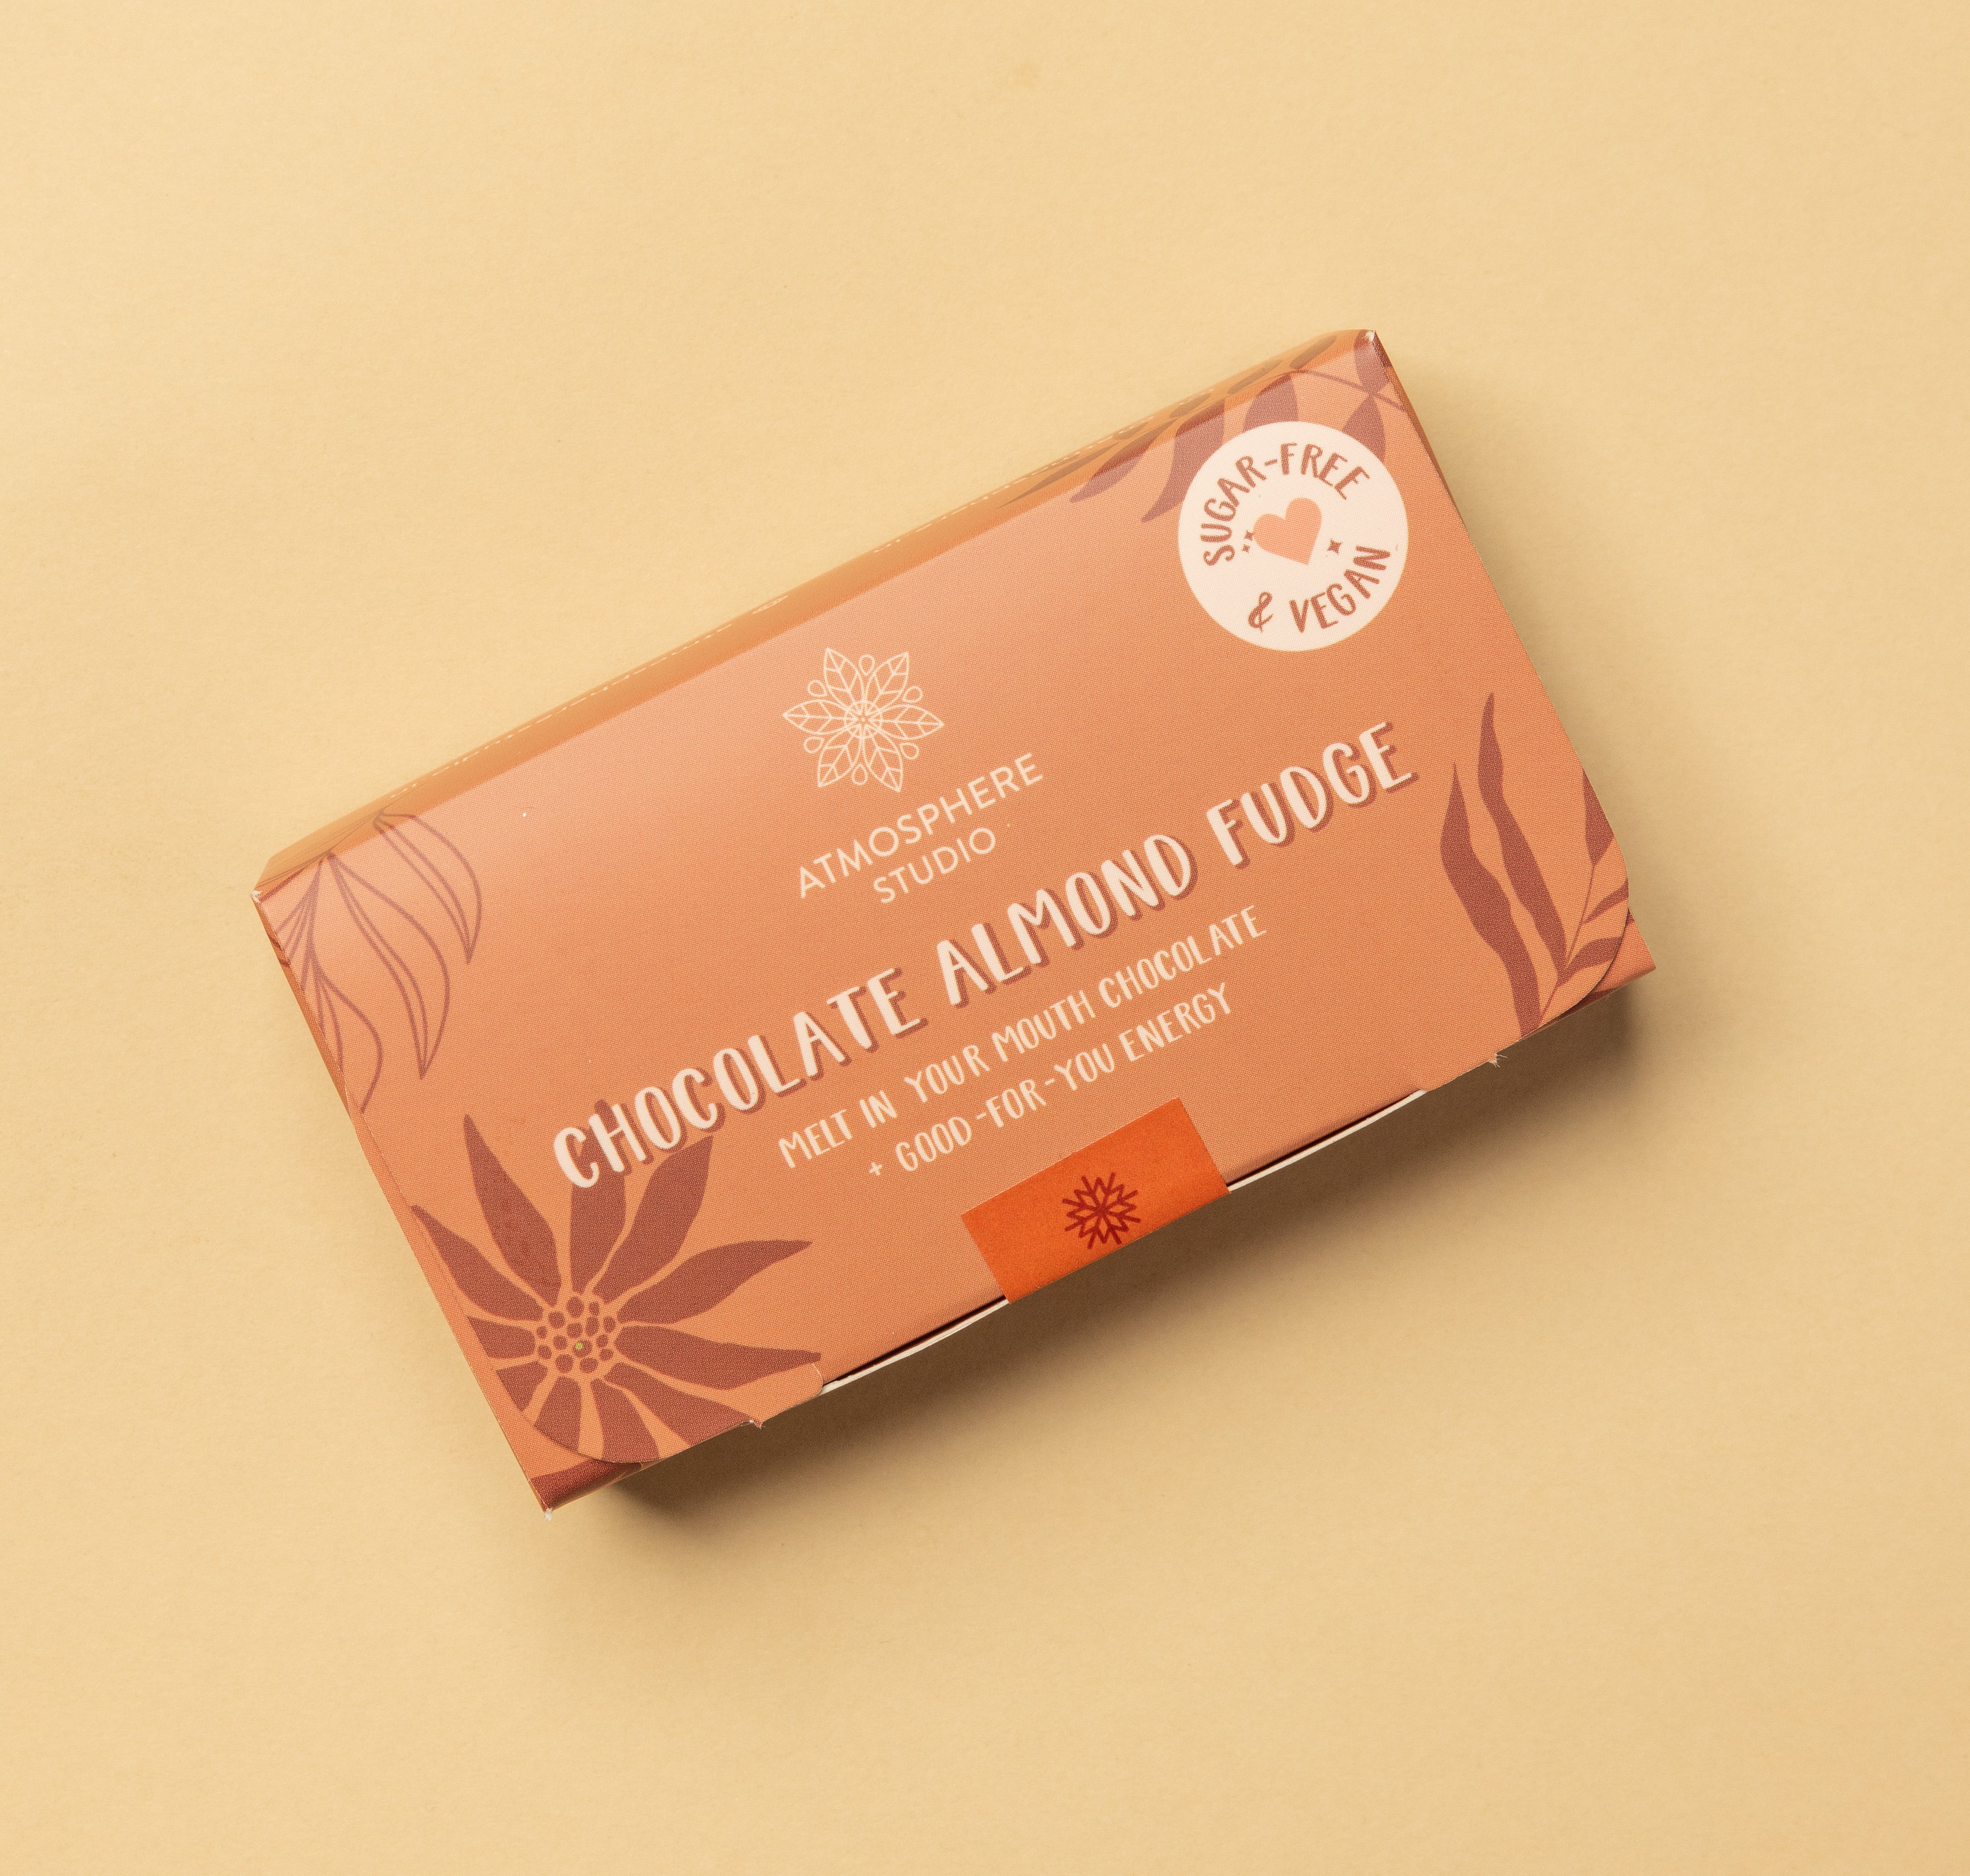 SUGAR-FREE
& VEGAN
ATMOSPHERE
STUDIO
CHOCOLATE ALMOND FUDGE
MELT IN YOUR MOUTH CHOCOLATE
+ GOOD-FOR-YOU ENERGY